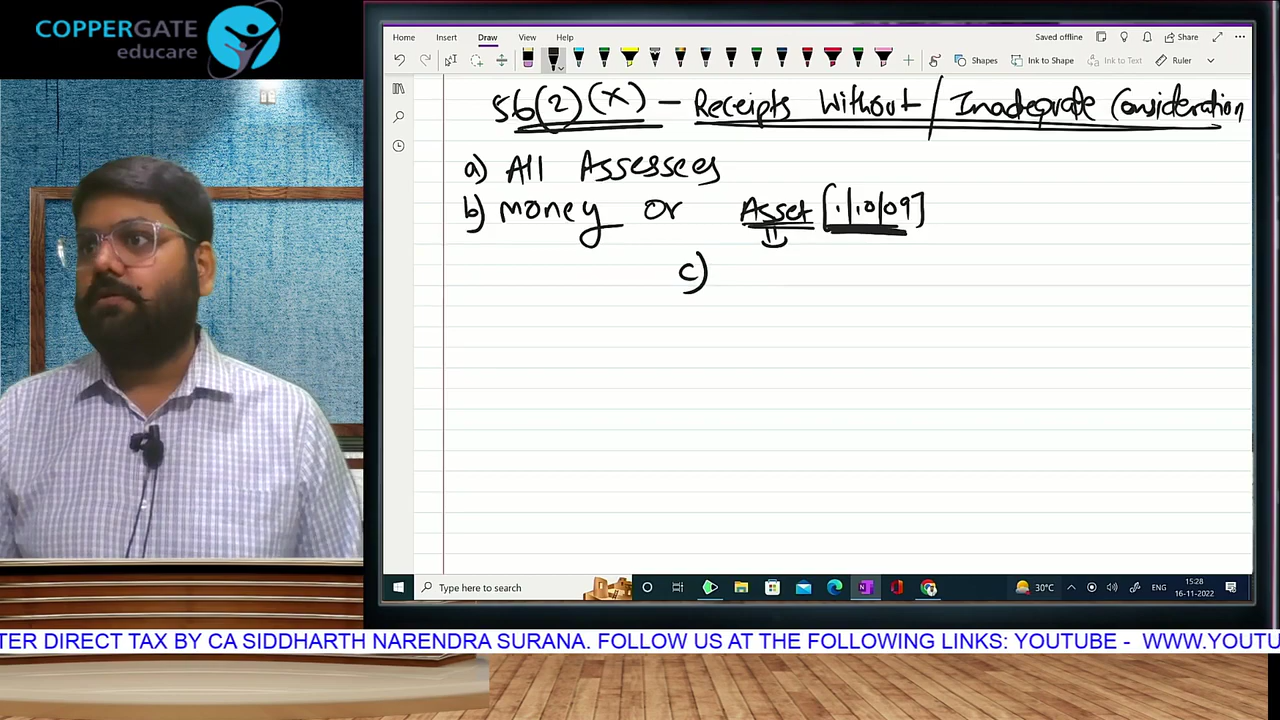 COPPERGATE
educare
Home Insert Draw View Help Saved offline Share
Shapes Ink to Shape Ink to Text Ruler
56(2)(x) - Receipts Without / Inadequate Consideration
a) All Assessees
b) money or Asset [1/10/09]
c)
Type here to search 30°C ENG 15:28
16-11-2022
TER DIRECT TAX BY CA SIDDHARTH NARENDRA SURANA. FOLLOW US AT THE FOLLOWING LINKS: YOUTUBE - WWW.YOUTU